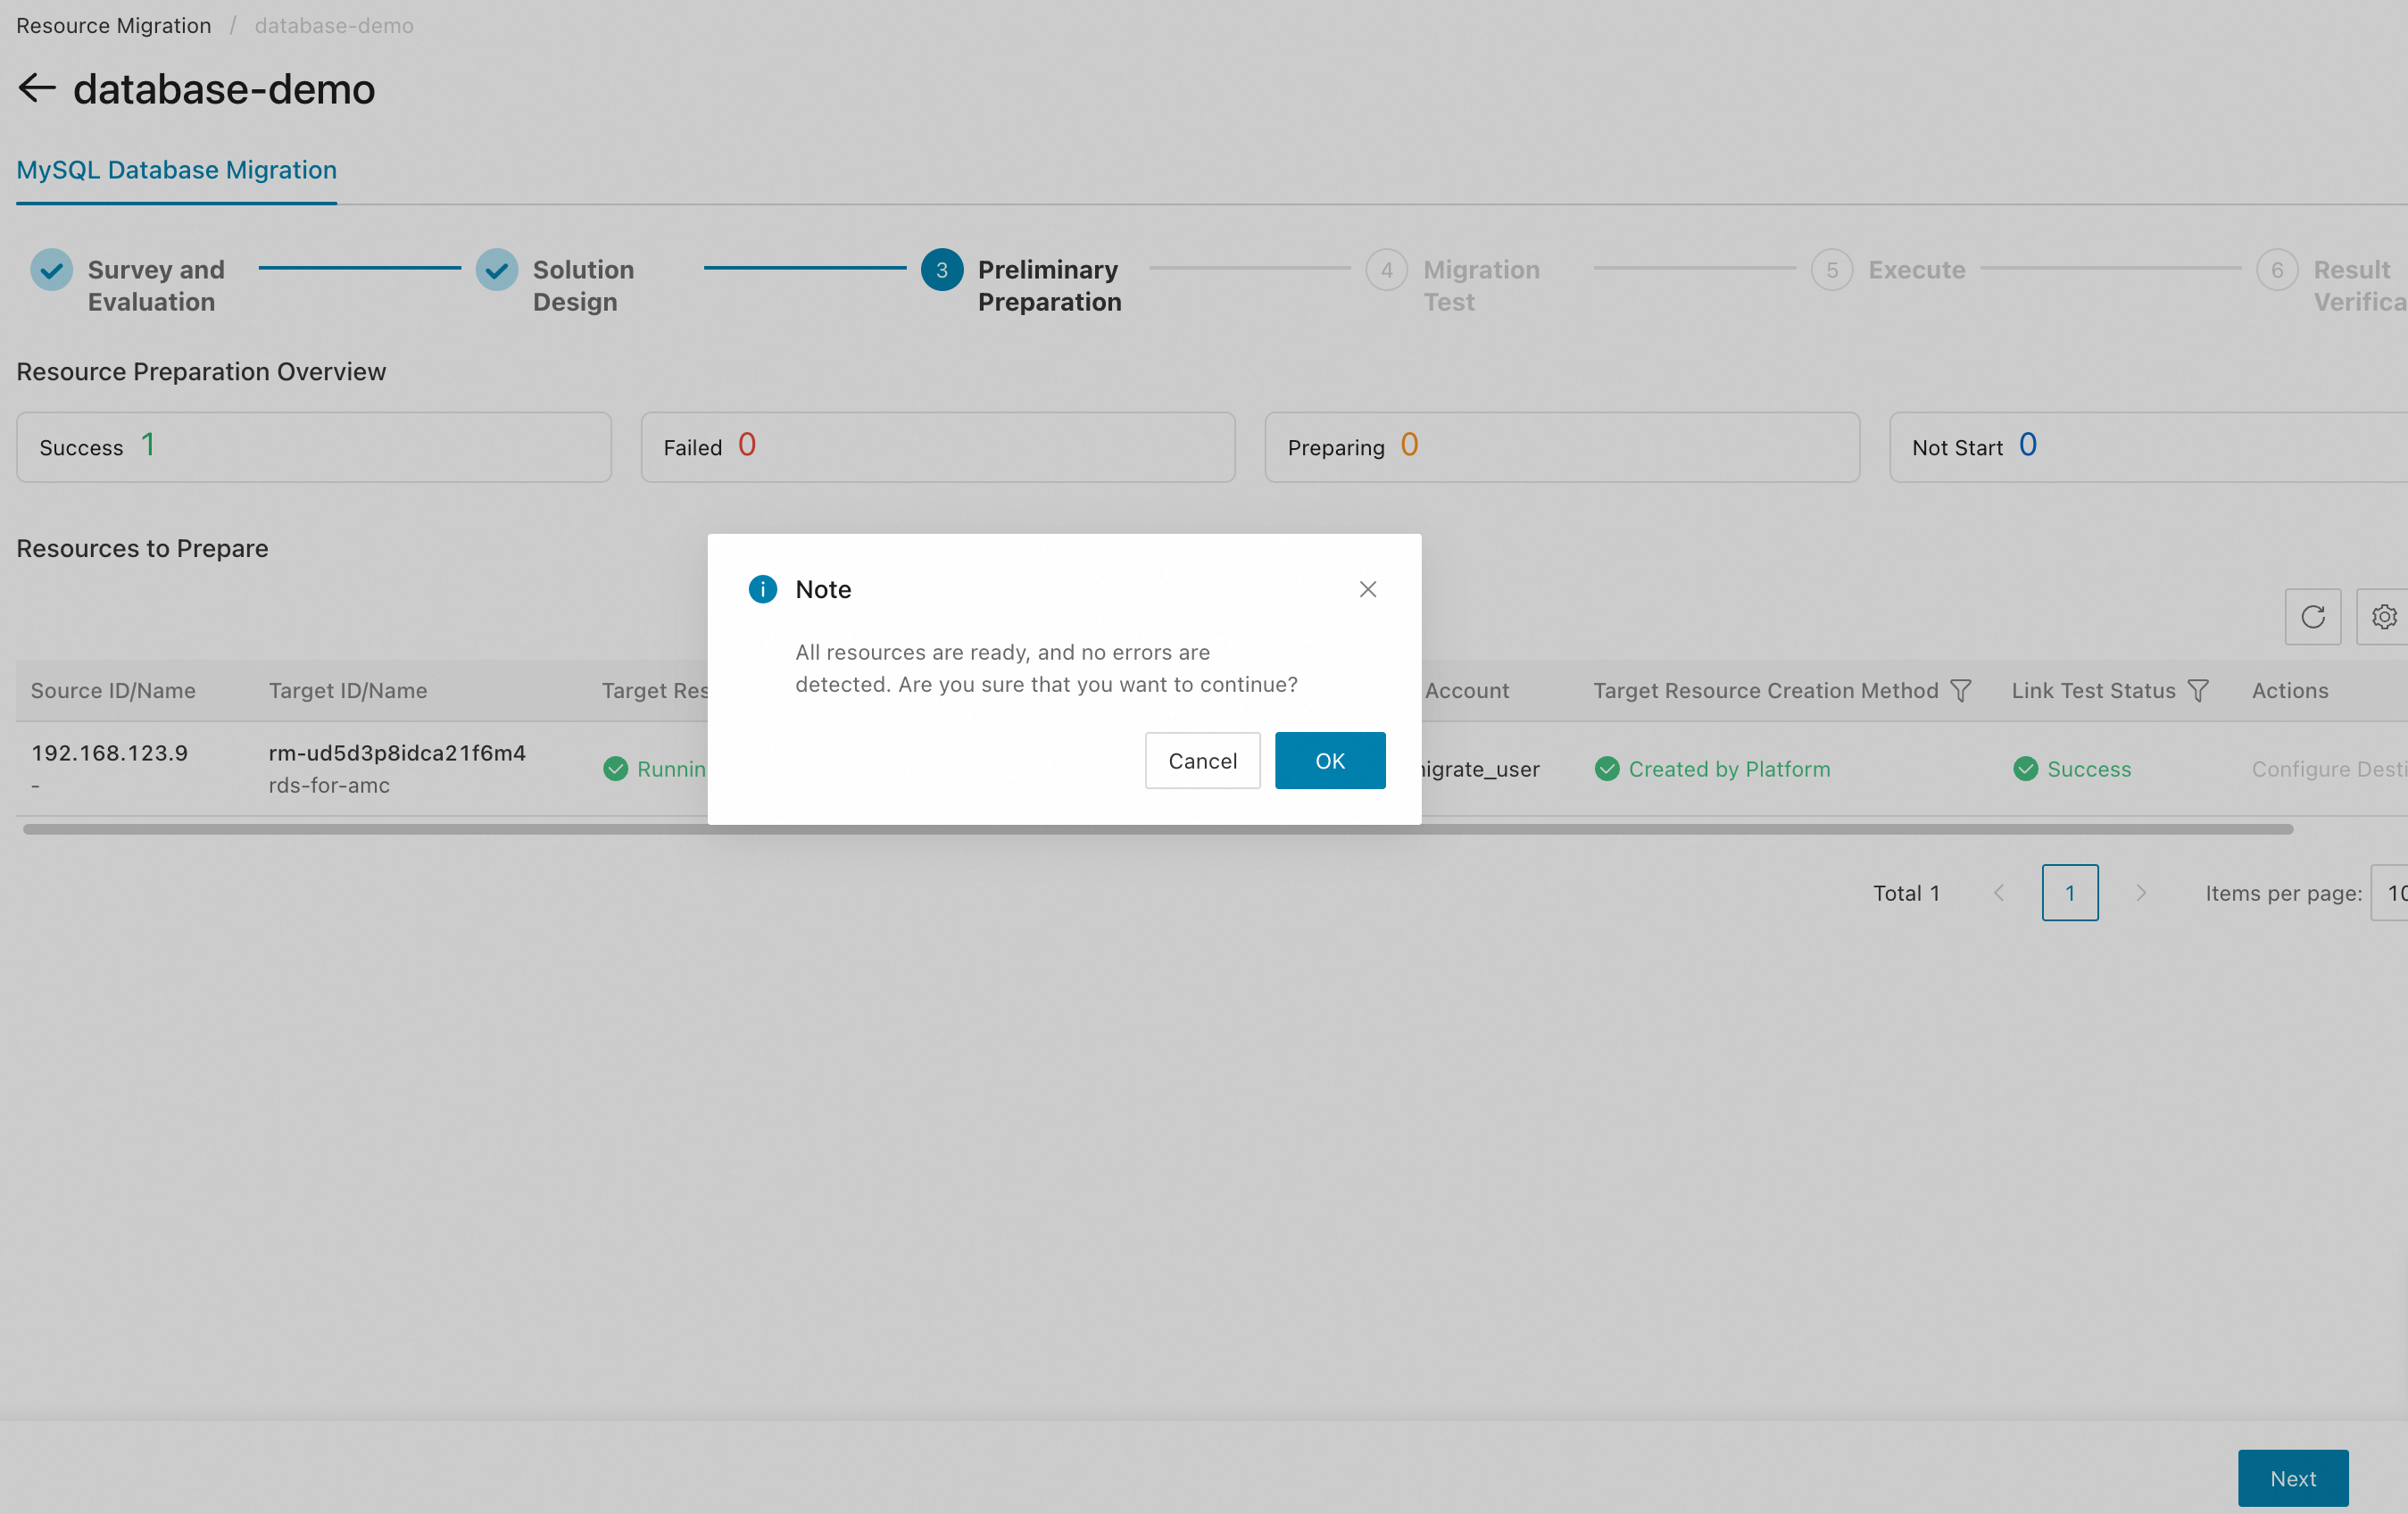 Resource Migration / database-demo
database-demo
MySQL Database Migration
Survey and
Evaluation
Solution
Design
3
Preliminary
Preparation
4
Migration
Test
5
Execute
6
Result
Verifica
Resource Preparation Overview
Success 1
Failed 0
Preparing 0
Not Start 0
Resources to Prepare
Note
All resources are ready, and no errors are
detected. Are you sure that you want to continue?
Cancel
OK
Source ID/Name
Target ID/Name
Target Res
Account
Target Resource Creation Method
Link Test Status
Actions
192.168.123.9
-
rm-ud5d3p8idca21f6m4
rds-for-amc
Runnin
migrate_user
Created by Platform
Success
Configure Desti
Total 1
1
Items per page:
10
Next